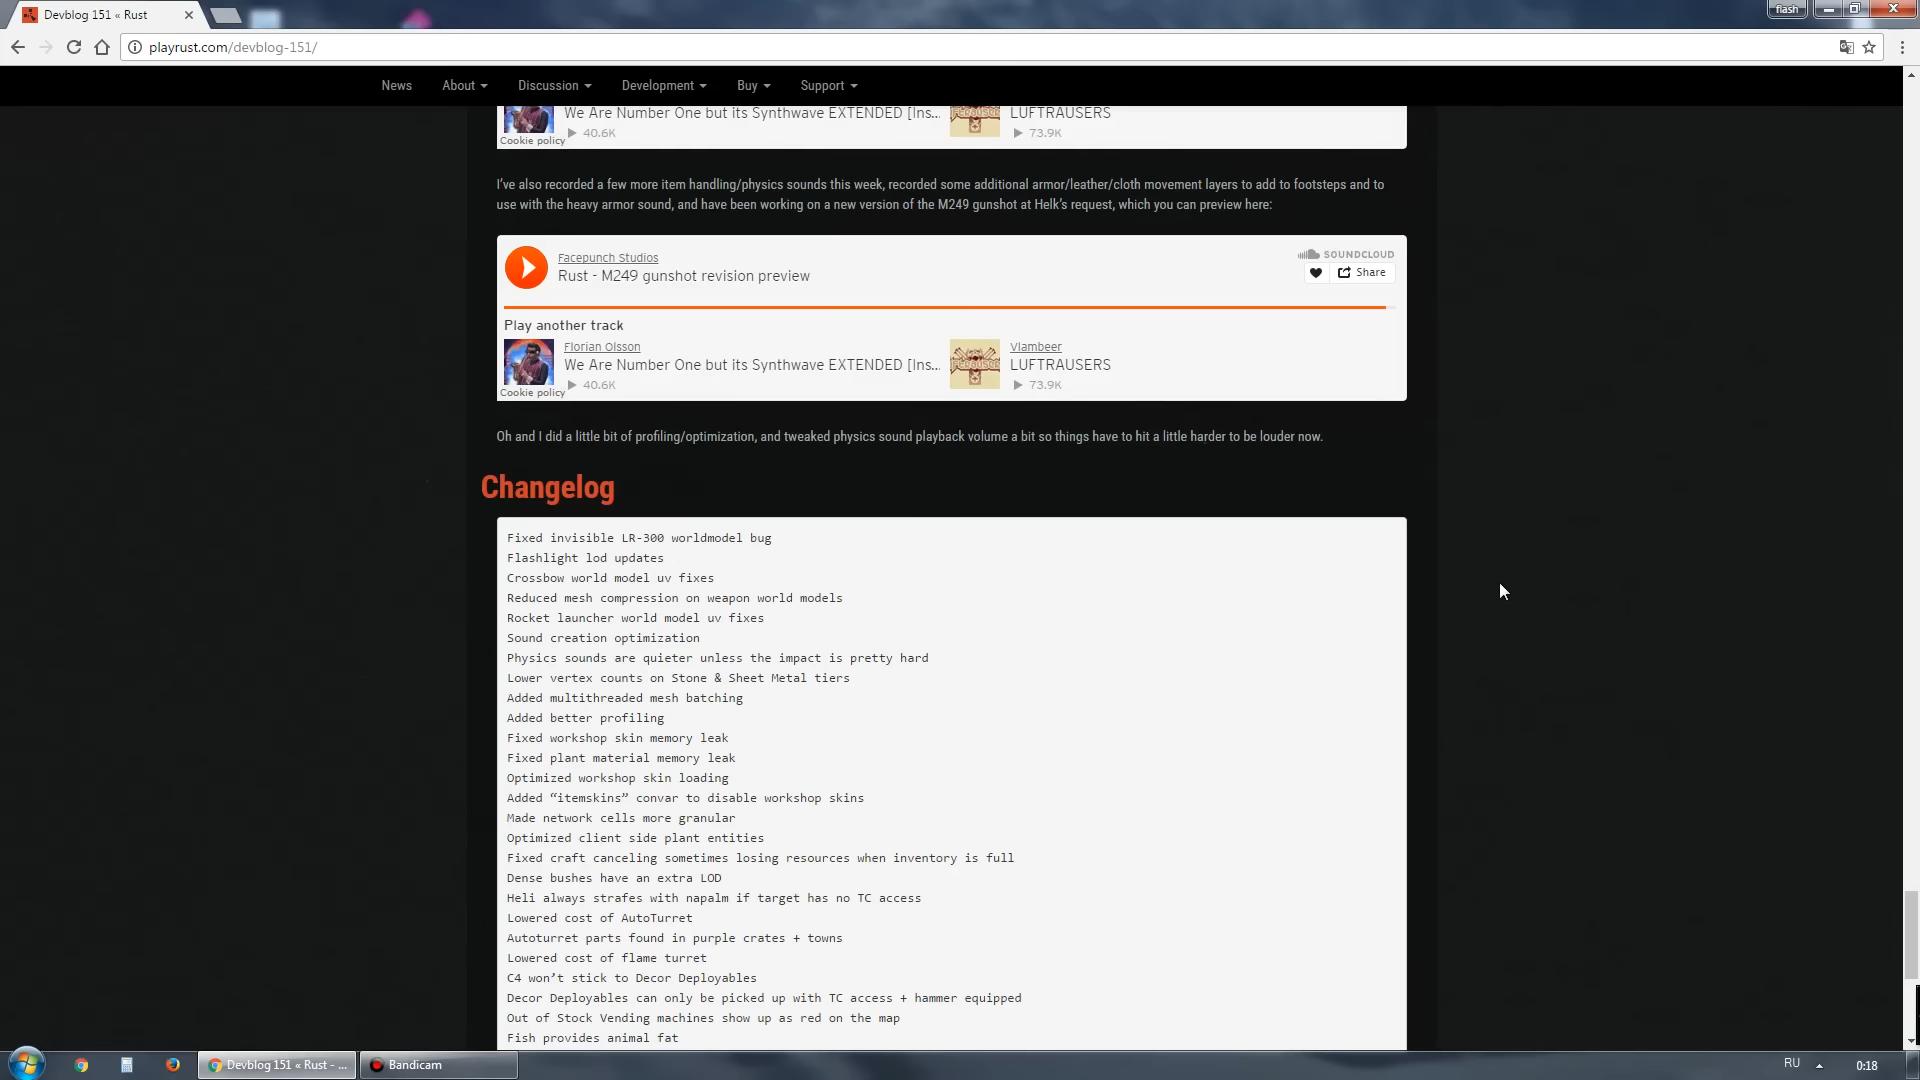 Devblog 151 « Rust
flash
playrust.com/devblog-151/
News About Discussion Development Buy Support
We Are Number One but its Synthwave EXTENDED [Ins... LUFTRAUSERS
40.6K 73.9K
Cookie policy
I've also recorded a few more item handling/physics sounds this week, recorded some additional armor/leather/cloth movement layers to add to footsteps and to
use with the heavy armor sound, and have been working on a new version of the M249 gunshot at Helk's request, which you can preview here:
Facepunch Studios
SOUNDCLOUD
Rust - M249 gunshot revision preview
Share
Play another track
Florian Olsson Vlambeer
We Are Number One but its Synthwave EXTENDED [Ins... LUFTRAUSERS
40.6K 73.9K
Cookie policy
Oh and I did a little bit of profiling/optimization, and tweaked physics sound playback volume a bit so things have to hit a little harder to be louder now.
Changelog
Fixed invisible LR-300 worldmodel bug
Flashlight lod updates
Crossbow world model uv fixes
Reduced mesh compression on weapon world models
Rocket launcher world model uv fixes
Sound creation optimization
Physics sounds are quieter unless the impact is pretty hard
Lower vertex counts on Stone & Sheet Metal tiers
Added multithreaded mesh batching
Added better profiling
Fixed workshop skin memory leak
Fixed plant material memory leak
Optimized workshop skin loading
Added “itemskins” convar to disable workshop skins
Made network cells more granular
Optimized client side plant entities
Fixed craft canceling sometimes losing resources when inventory is full
Dense bushes have an extra LOD
Heli always strafes with napalm if target has no TC access
Lowered cost of AutoTurret
Autoturret parts found in purple crates + towns
Lowered cost of flame turret
C4 won’t stick to Decor Deployables
Decor Deployables can only be picked up with TC access + hammer equipped
Out of Stock Vending machines show up as red on the map
Fish provides animal fat
Devblog 151 « Rust - ... Bandicam RU 0:18